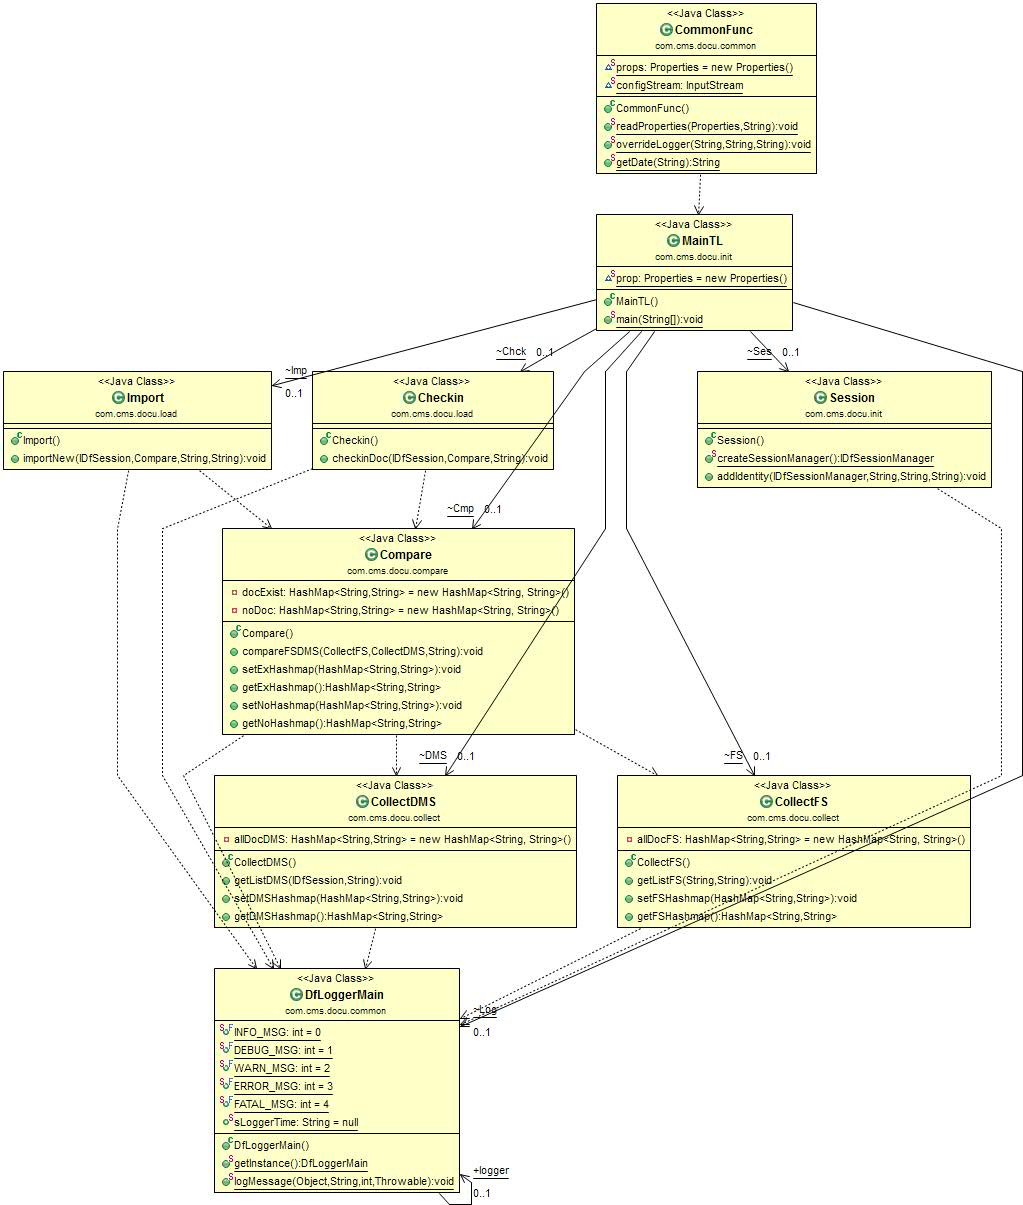 <<Java Class>>
CommonFunc
com.cms.docu.common
props: Properties = new Properties()
configStream: InputStream
CommonFunc()
readProperties(Properties,String):void
overrideLogger(String,String,String):void
getDate(String):String
<<Java Class>>
MainTL
com.cms.docu.init
prop: Properties = new Properties()
MainTL()
main(String[]):void
~Imp
0..1
~Chck 0..1
~Ses 0..1
<<Java Class>>
Import
com.cms.docu.load
Import()
importNew(IDfSession,Compare,String,String):void
<<Java Class>>
Checkin
com.cms.docu.load
Checkin()
checkinDoc(IDfSession,Compare,String):void
<<Java Class>>
Session
com.cms.docu.init
Session()
createSessionManager():IDfSessionManager
addIdentity(IDfSessionManager,String,String,String):void
~Cmp 0..1
<<Java Class>>
Compare
com.cms.docu.compare
docExist: HashMap<String,String> = new HashMap<String, String>()
noDoc: HashMap<String,String> = new HashMap<String, String>()
Compare()
compareFSDMS(CollectFS,CollectDMS,String):void
setExHashmap(HashMap<String,String>):void
getExHashmap():HashMap<String,String>
setNoHashmap(HashMap<String,String>):void
getNoHashmap():HashMap<String,String>
~DMS 0..1
~FS 0..1
<<Java Class>>
CollectDMS
com.cms.docu.collect
allDocDMS: HashMap<String,String> = new HashMap<String, String>()
CollectDMS()
getListDMS(IDfSession,String):void
setDMSHashmap(HashMap<String,String>):void
getDMSHashmap():HashMap<String,String>
<<Java Class>>
CollectFS
com.cms.docu.collect
allDocFS: HashMap<String,String> = new HashMap<String, String>()
CollectFS()
getListFS(String,String):void
setFSHashmap(HashMap<String,String>):void
getFSHashmap():HashMap<String,String>
<<Java Class>>
DfLoggerMain
com.cms.docu.common
INFO_MSG: int = 0
DEBUG_MSG: int = 1
WARN_MSG: int = 2
ERROR_MSG: int = 3
FATAL_MSG: int = 4
sLoggerTime: String = null
DfLoggerMain()
getInstance():DfLoggerMain
logMessage(Object,String,int,Throwable):void
~Log
0..1
+logger
0..1